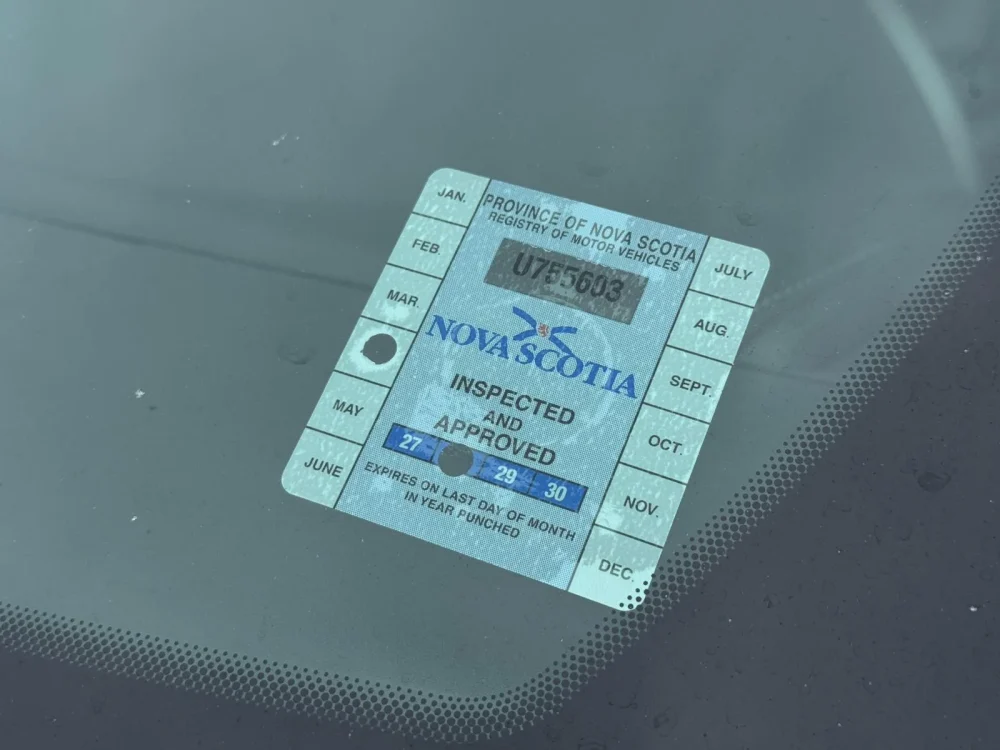 JAN.
FEB.
MAR.
MAY
JUNE
PROVINCE OF NOVA SCOTIA
REGISTRY OF MOTOR VEHICLES
U755603
NOVA SCOTIA
INSPECTED
AND
APPROVED
27 29 30
EXPIRES ON LAST DAY OF MONTH
IN YEAR PUNCHED
JULY
AUG.
SEPT.
OCT.
NOV.
DEC.